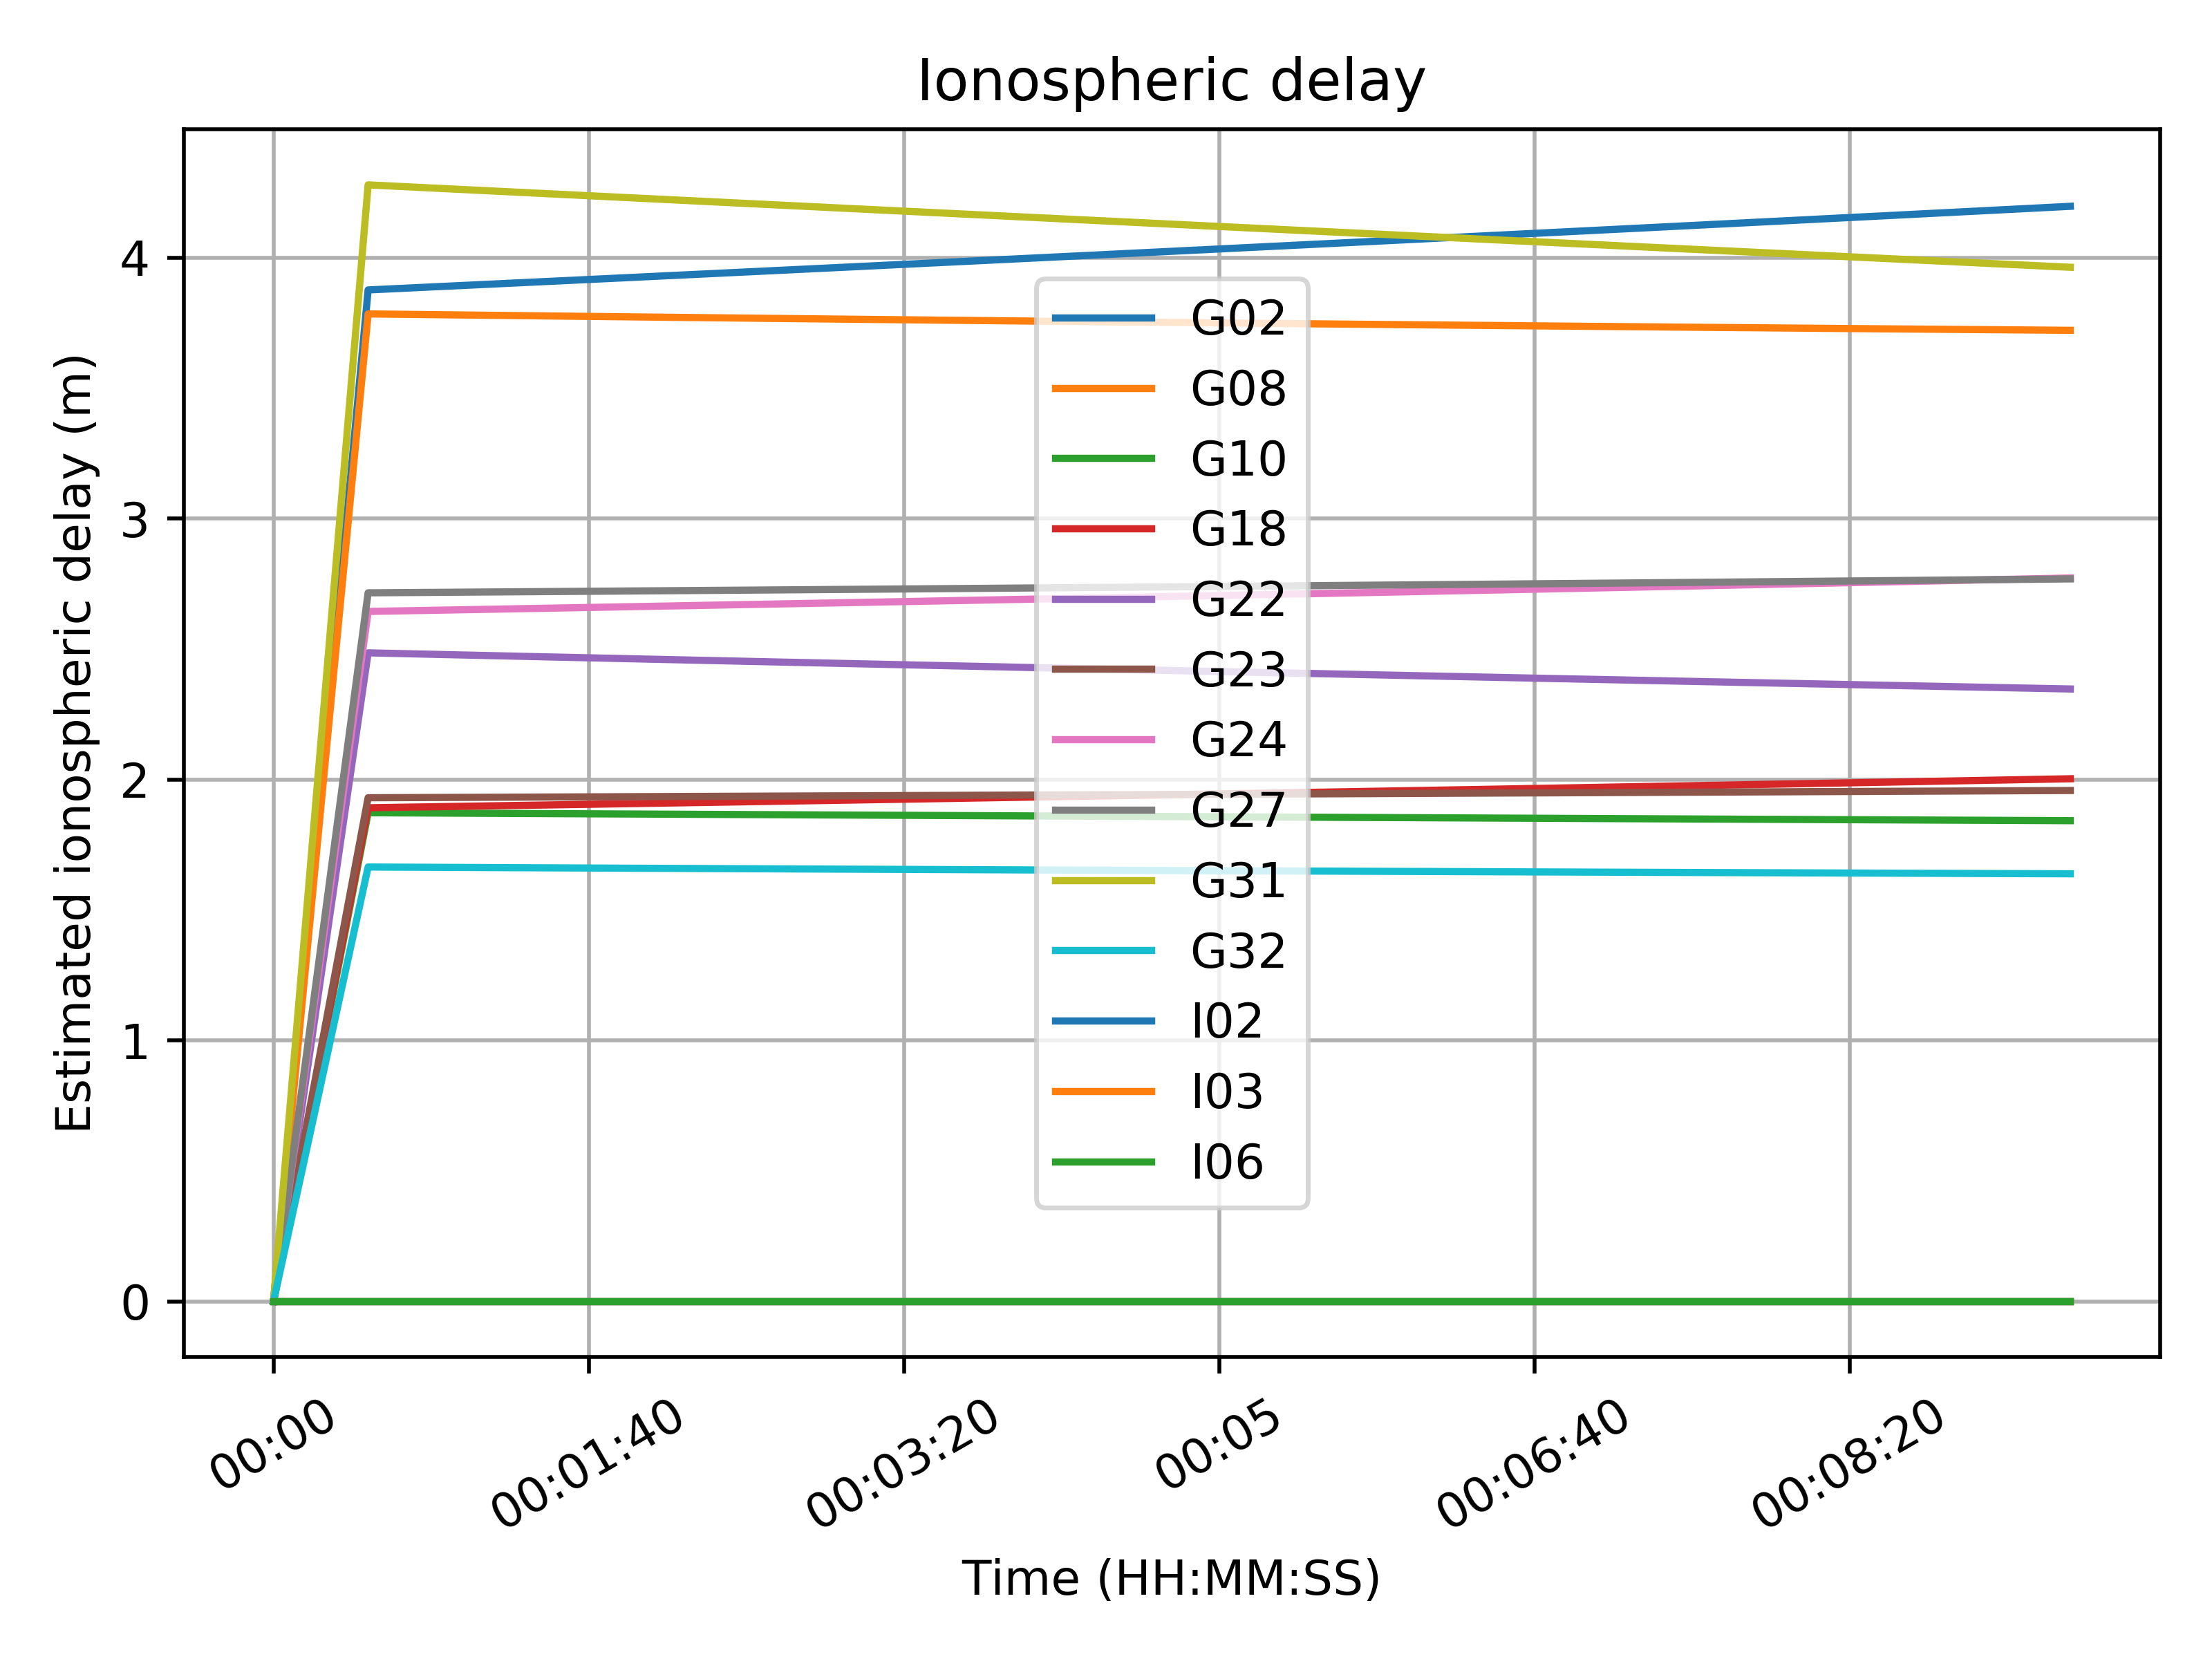 Ionospheric delay
Estimated ionospheric delay (m)
4
3
2
1
0
G02
G08
G10
G18
G22
G23
G24
G27
G31
G32
I02
I03
I06
00:00
00:01:40
00:03:20
00:05
00:06:40
00:08:20
Time (HH:MM:SS)